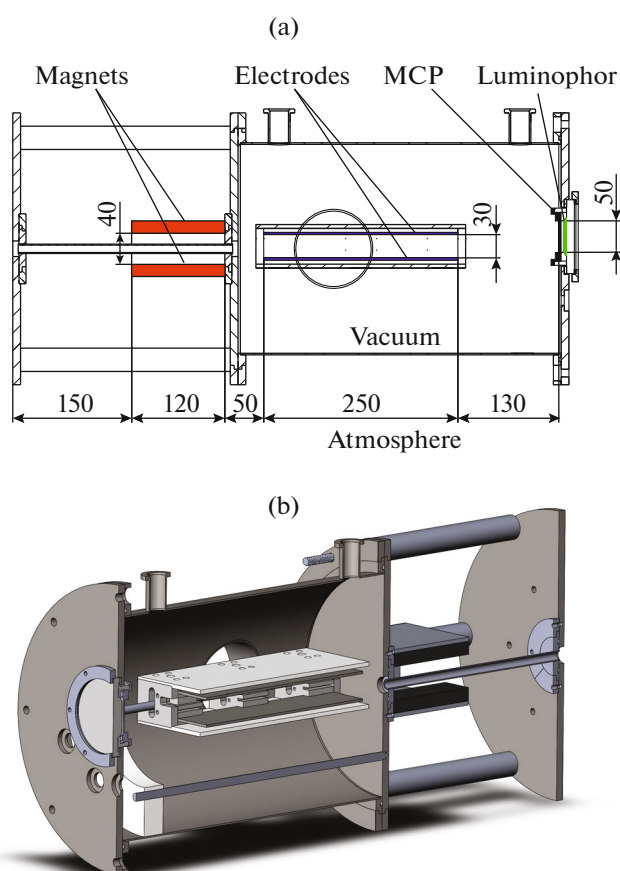 (a)
Magnets Electrodes MCP Luminophor
40
30
50
Vacuum
150 120 50 250 130
Atmosphere
(b)